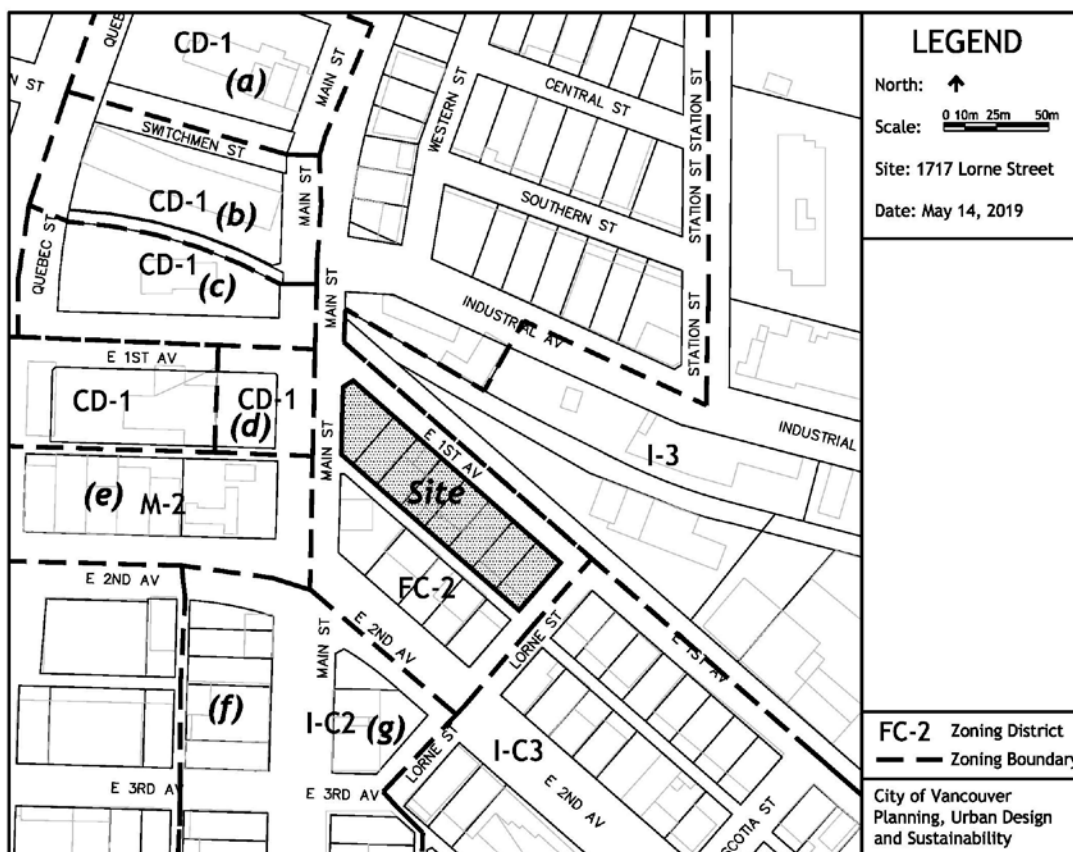 QUEB
CD-1
(a)
MAIN ST
N ST
SWITCHMEN ST
CD-1 (b)
MAIN ST
WESTERN ST
CENTRAL ST
STATION ST
STATION ST
SOUTHERN ST
QUEBEC ST
CD-1
(c)
MAIN ST
INDUSTRIAL AV
STATION ST
E 1ST AV
CD-1
CD-1
(d)
MAIN ST
E 1ST AV
Site
I-3
INDUSTRIAL
(e) M-2
FC-2
E 2ND AV
E 2ND AV
MAIN ST
LORNE ST
E 1ST AV
(f)
I-C2 (g)
LORNE ST
I-C3
E 3RD AV
E 3RD AV
E 2ND AV
SCOTIA ST
LEGEND
North:
Scale: 0 10m 25m 50m
Site: 1717 Lorne Street
Date: May 14, 2019
FC-2 Zoning District
Zoning Boundary
City of Vancouver
Planning, Urban Design
and Sustainability